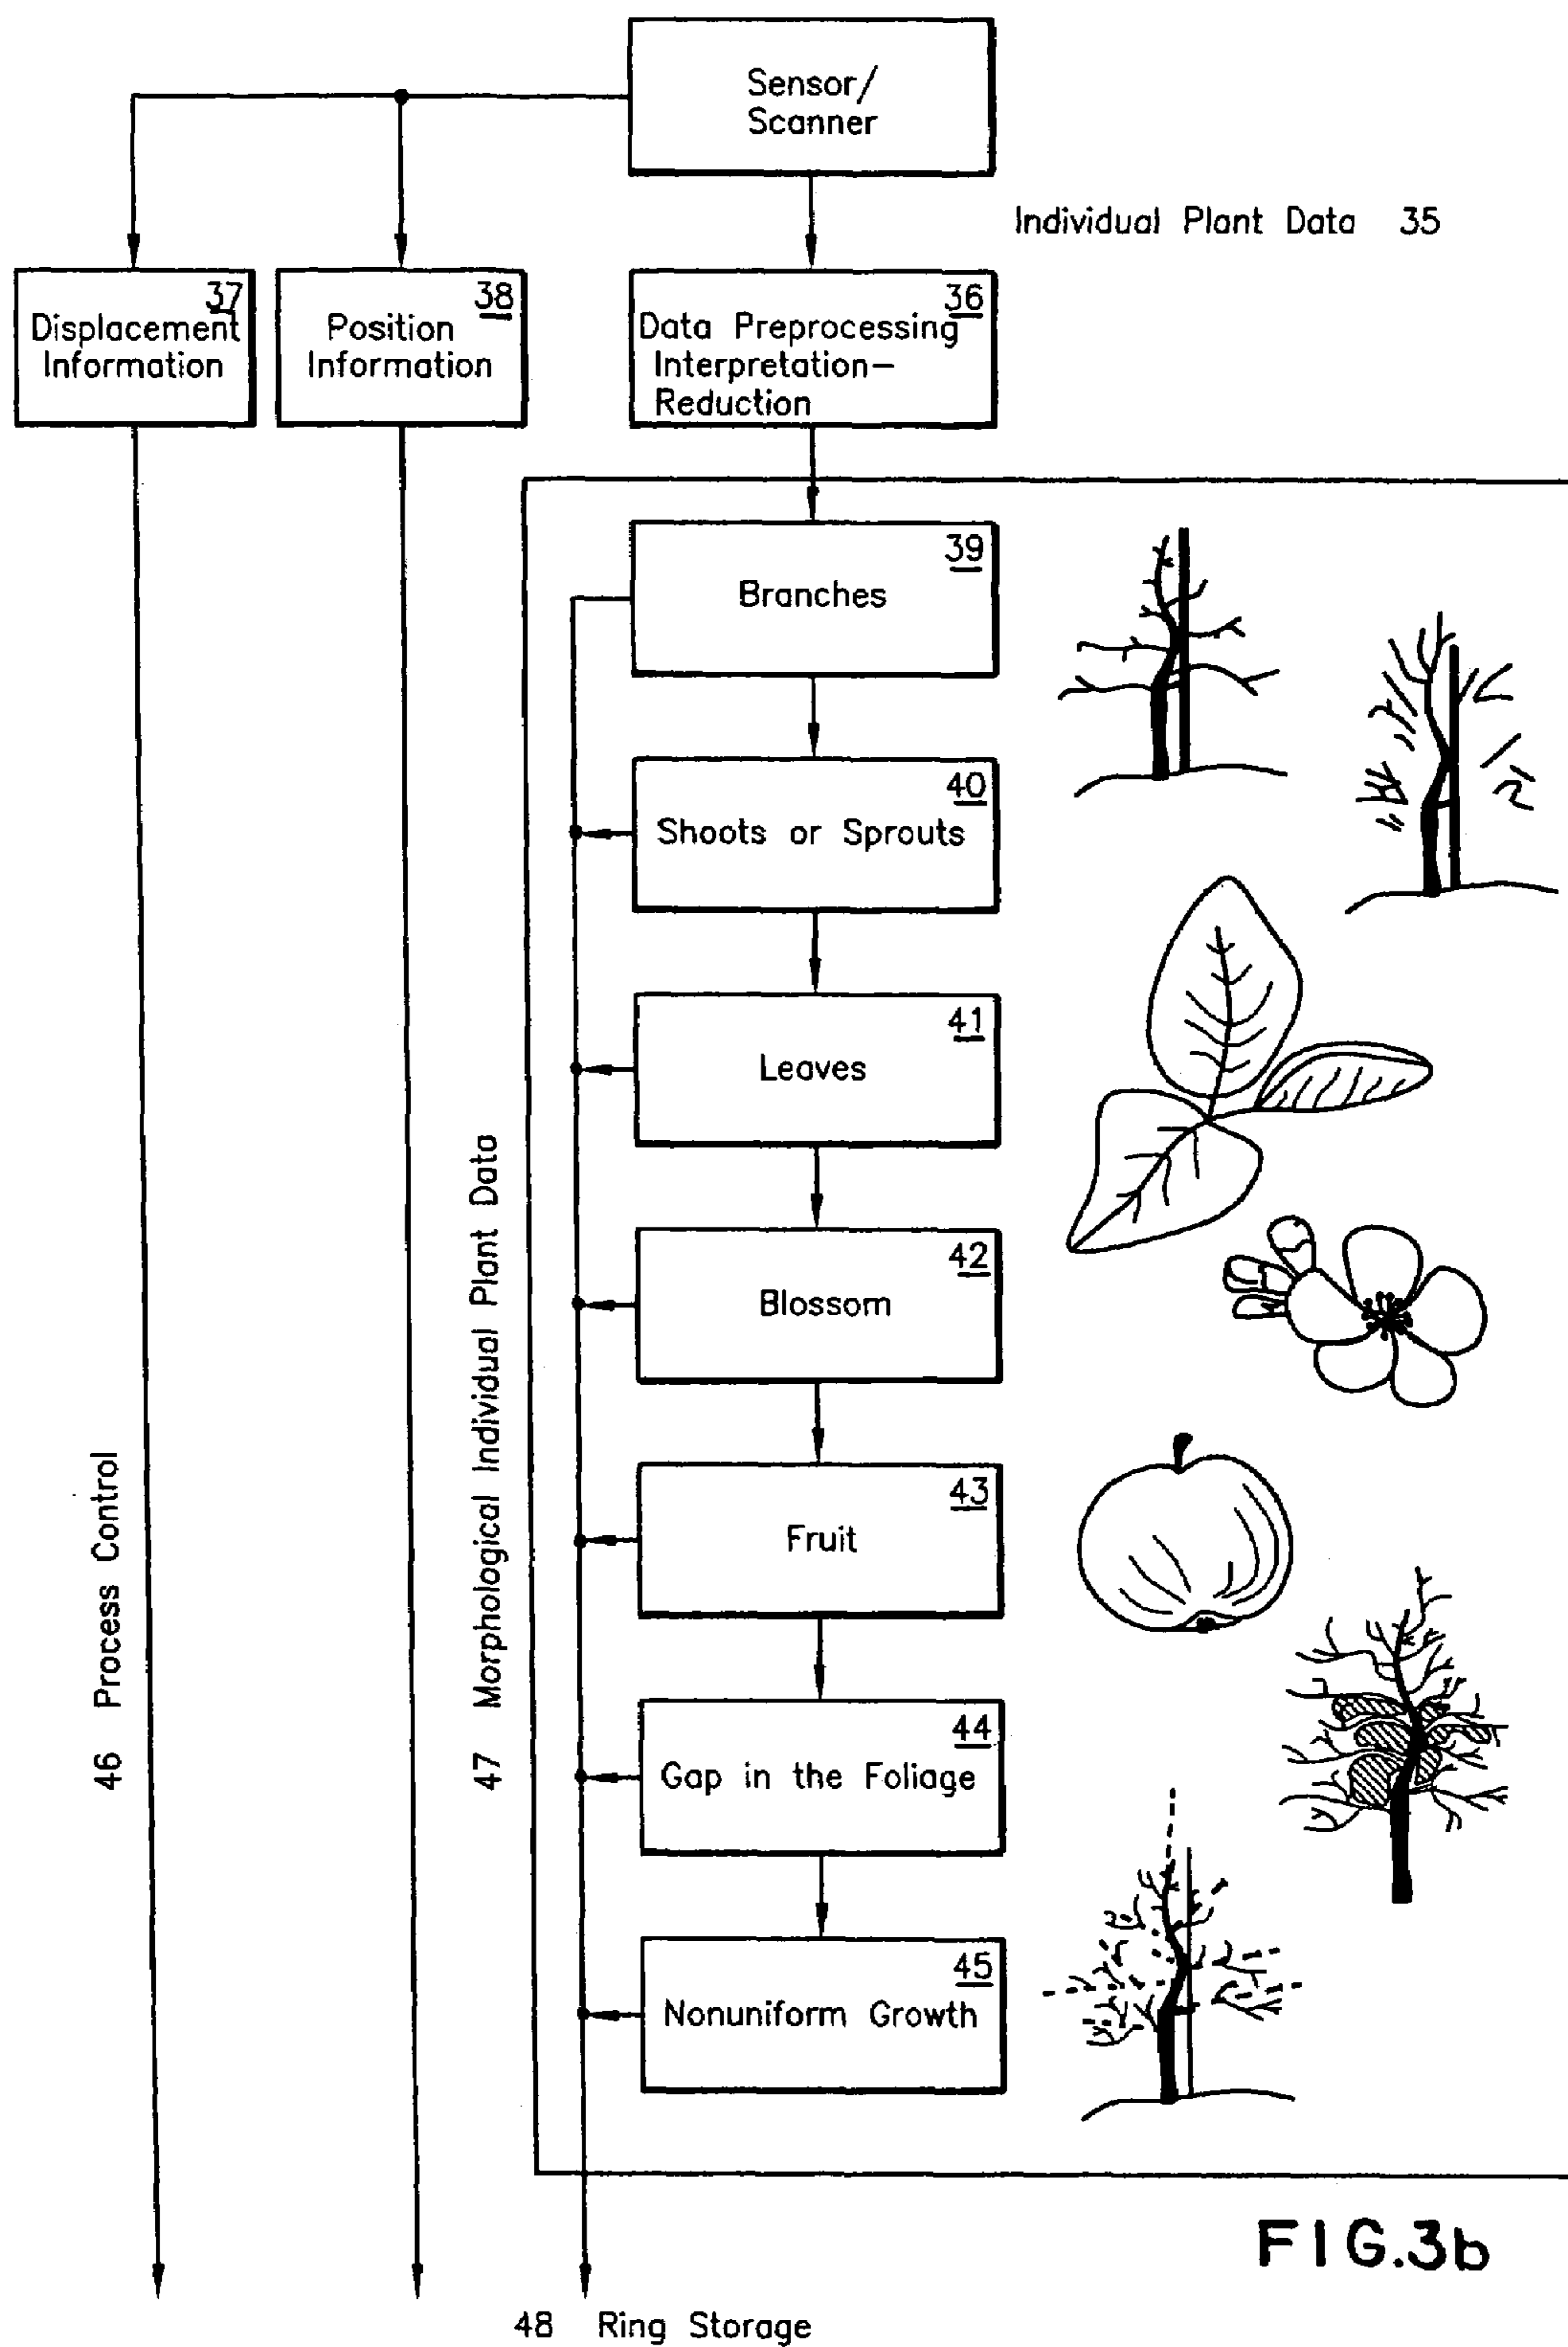 Sensor/
Scanner
Individual Plant Data 35
37
Displacement
Information
38
Position
Information
36
Data Preprocessing
Interpretation-
Reduction
39
Branches
40
Shoots or Sprouts
41
Leaves
42
Blossom
43
Fruit
44
Gap in the Foliage
45
Nonuniform Growth
46 Process Control
47 Morphological Individual Plant Data
FIG.3b
48 Ring Storage